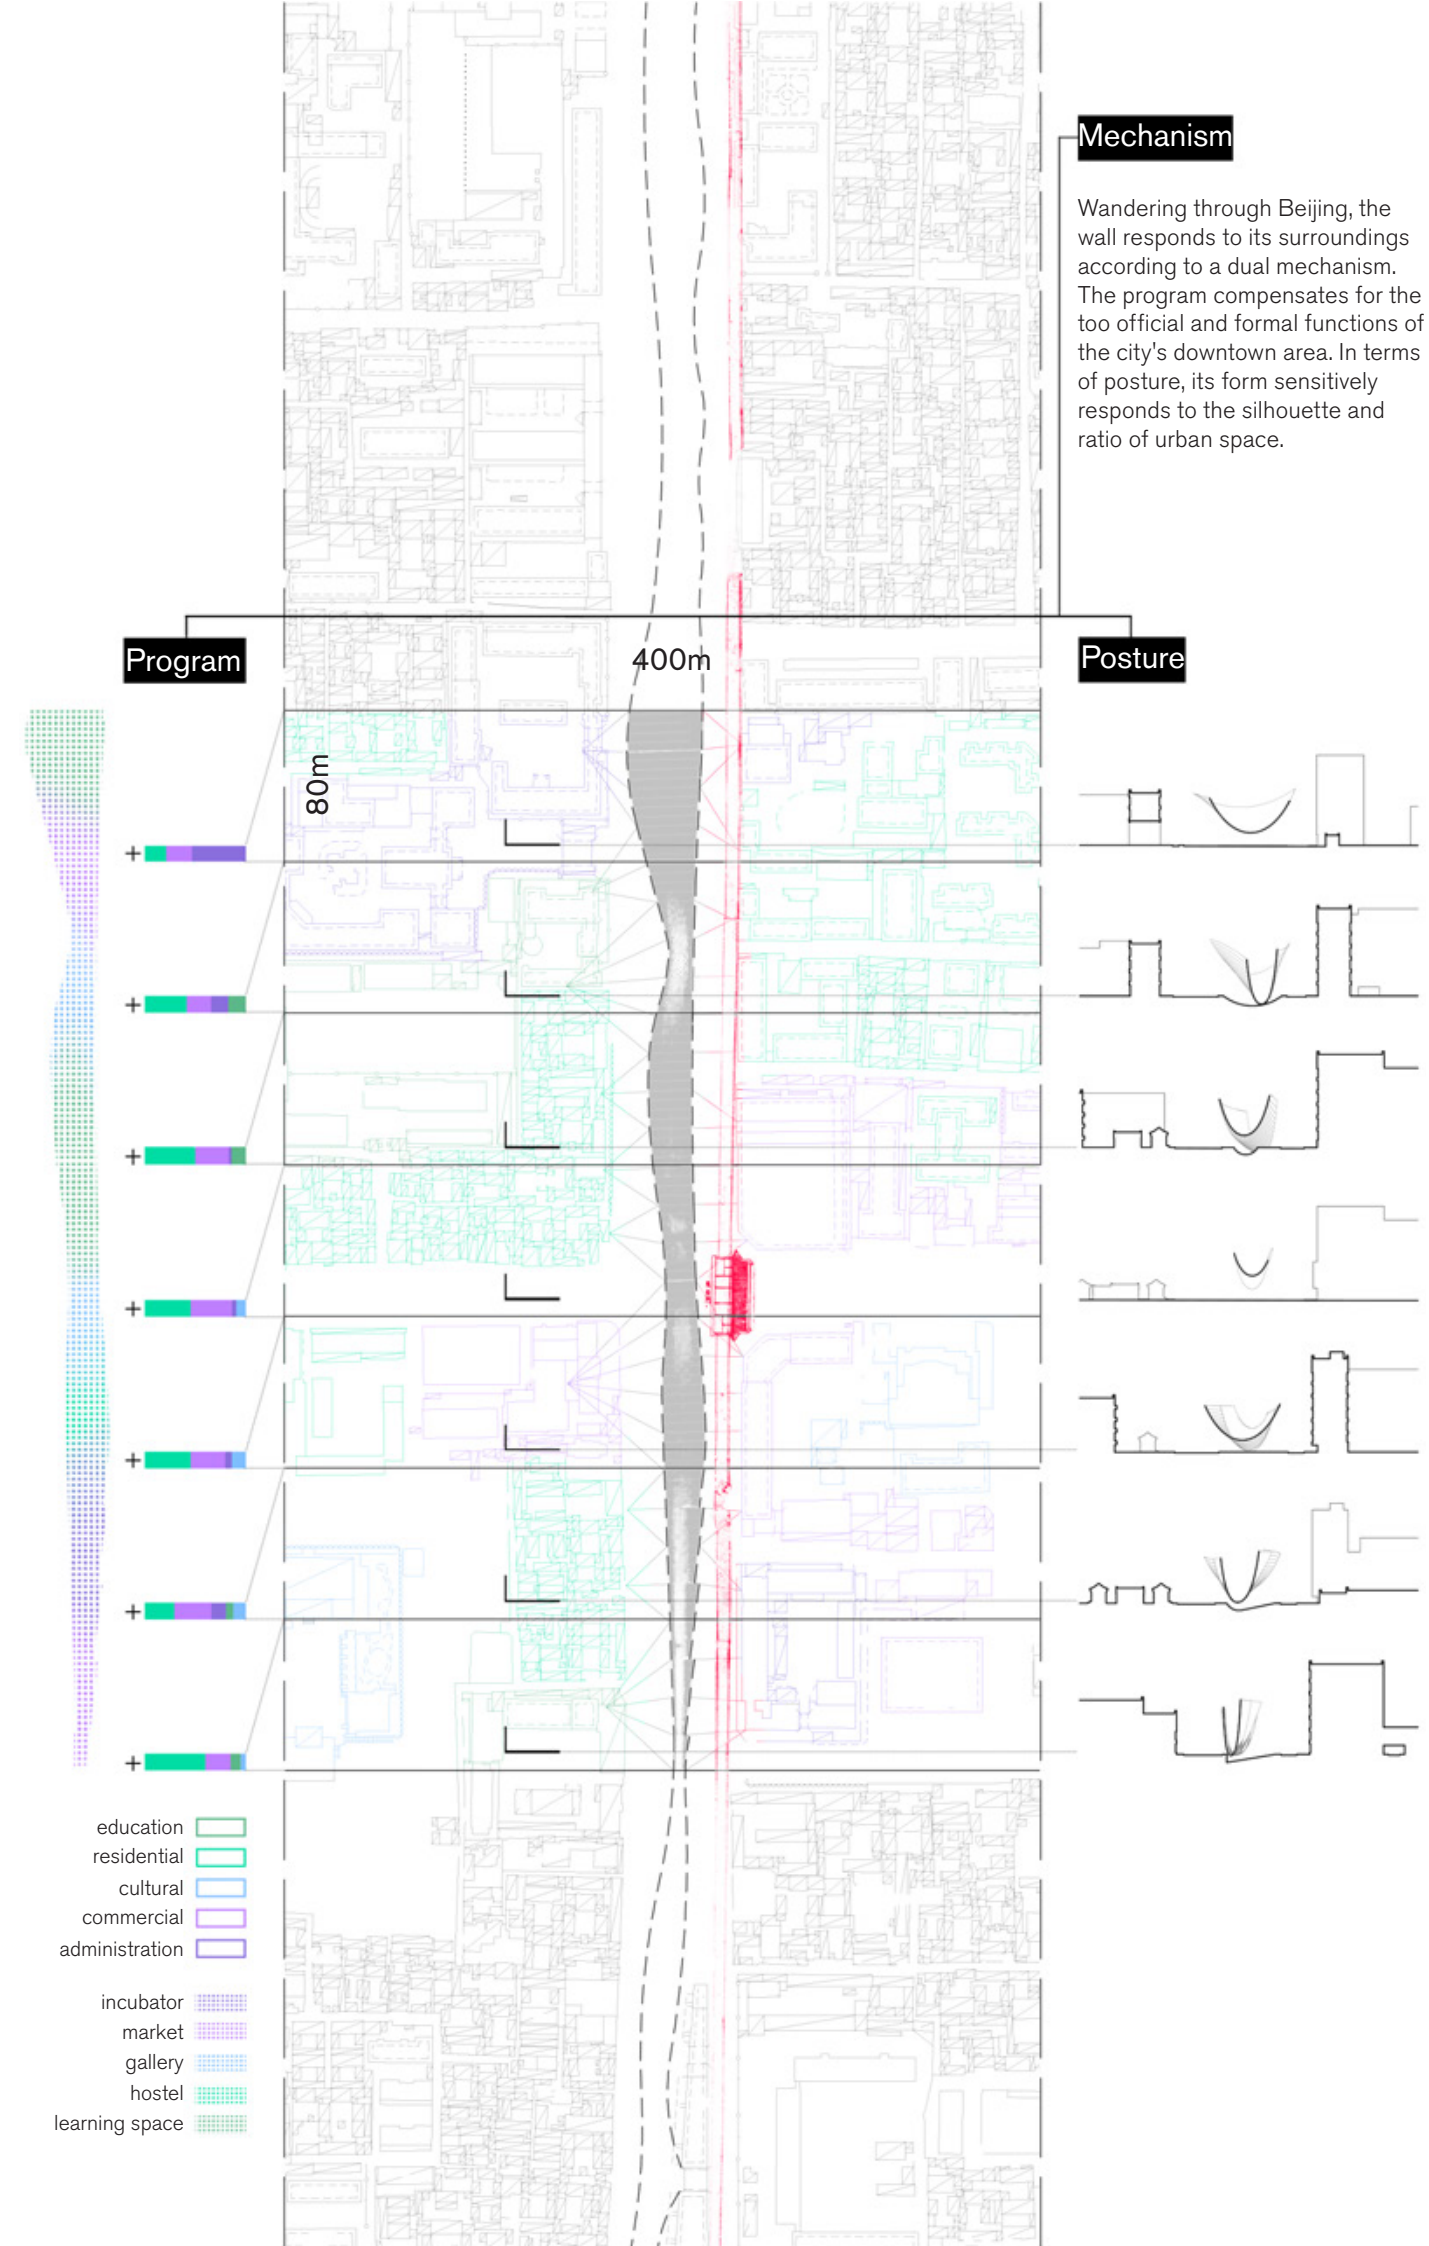 Mechanism
Wandering through Beijing, the
wall responds to its surroundings
according to a dual mechanism.
The program compensates for the
too official and formal functions of
the city's downtown area. In terms
of posture, its form sensitively
responds to the silhouette and
ratio of urban space.
Program
400m
Posture
80m
+
+
+
+
+
+
+
education
residential
cultural
commercial
administration
incubator
market
gallery
hostel
learning space